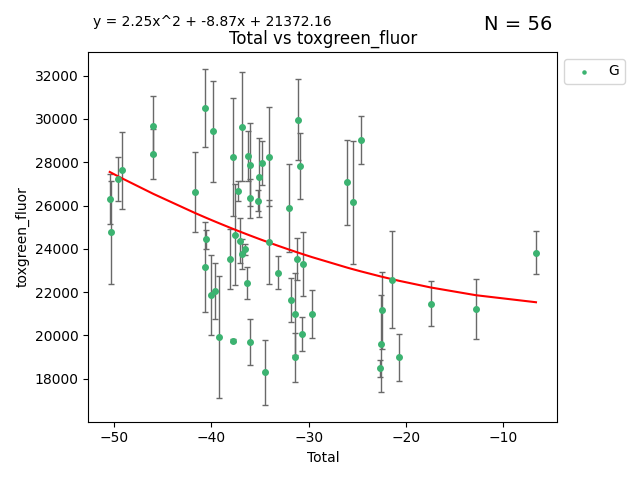 y = 2.25x^2 + -8.87x + 21372.16
N = 56
Total vs toxgreen_fluor
G
toxgreen_fluor
32000
30000
28000
26000
24000
22000
20000
18000
−50
−40
−30
−20
−10
Total